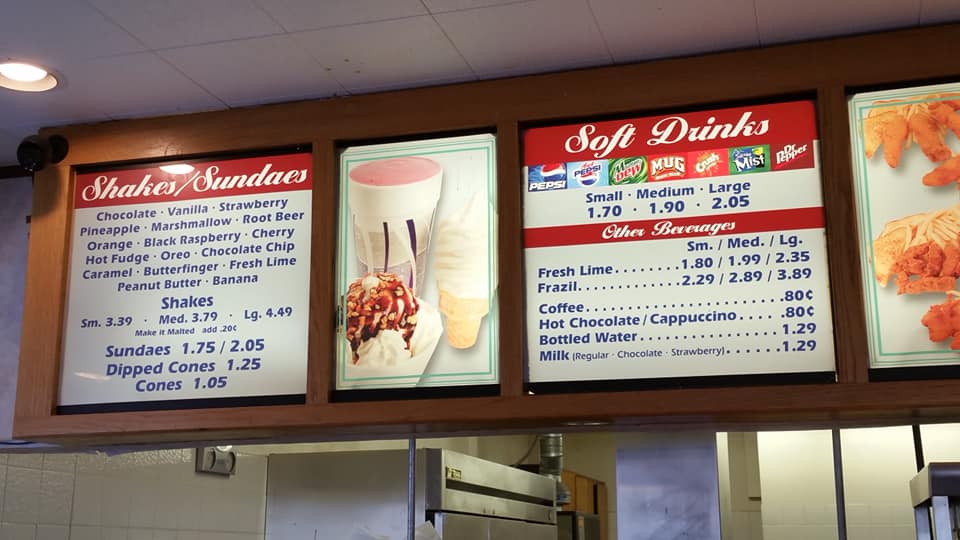 Shakes/Sundaes
Chocolate · Vanilla · Strawberry
Pineapple · Marshmallow · Root Beer
Orange · Black Raspberry · Cherry
Hot Fudge · Oreo · Chocolate Chip
Caramel · Butterfinger · Fresh Lime
Peanut Butter · Banana
Shakes
Sm. 3.39 · Med. 3.79 · Lg. 4.49
Make it Malted add .20¢
Sundaes 1.75 / 2.05
Dipped Cones 1.25
Cones 1.05
Soft Drinks
PEPSI PEPSI Dew MUG Crush Mist Dr Pepper
Small · Medium · Large
1.70 · 1.90 · 2.05
Other Beverages
Sm. / Med. / Lg.
Fresh Lime........1.80 / 1.99 / 2.35
Frazil..............2.29 / 2.89 / 3.89
Coffee..............................80¢
Hot Chocolate / Cappuccino.....80¢
Bottled Water....................1.29
Milk (Regular · Chocolate · Strawberry).......1.29